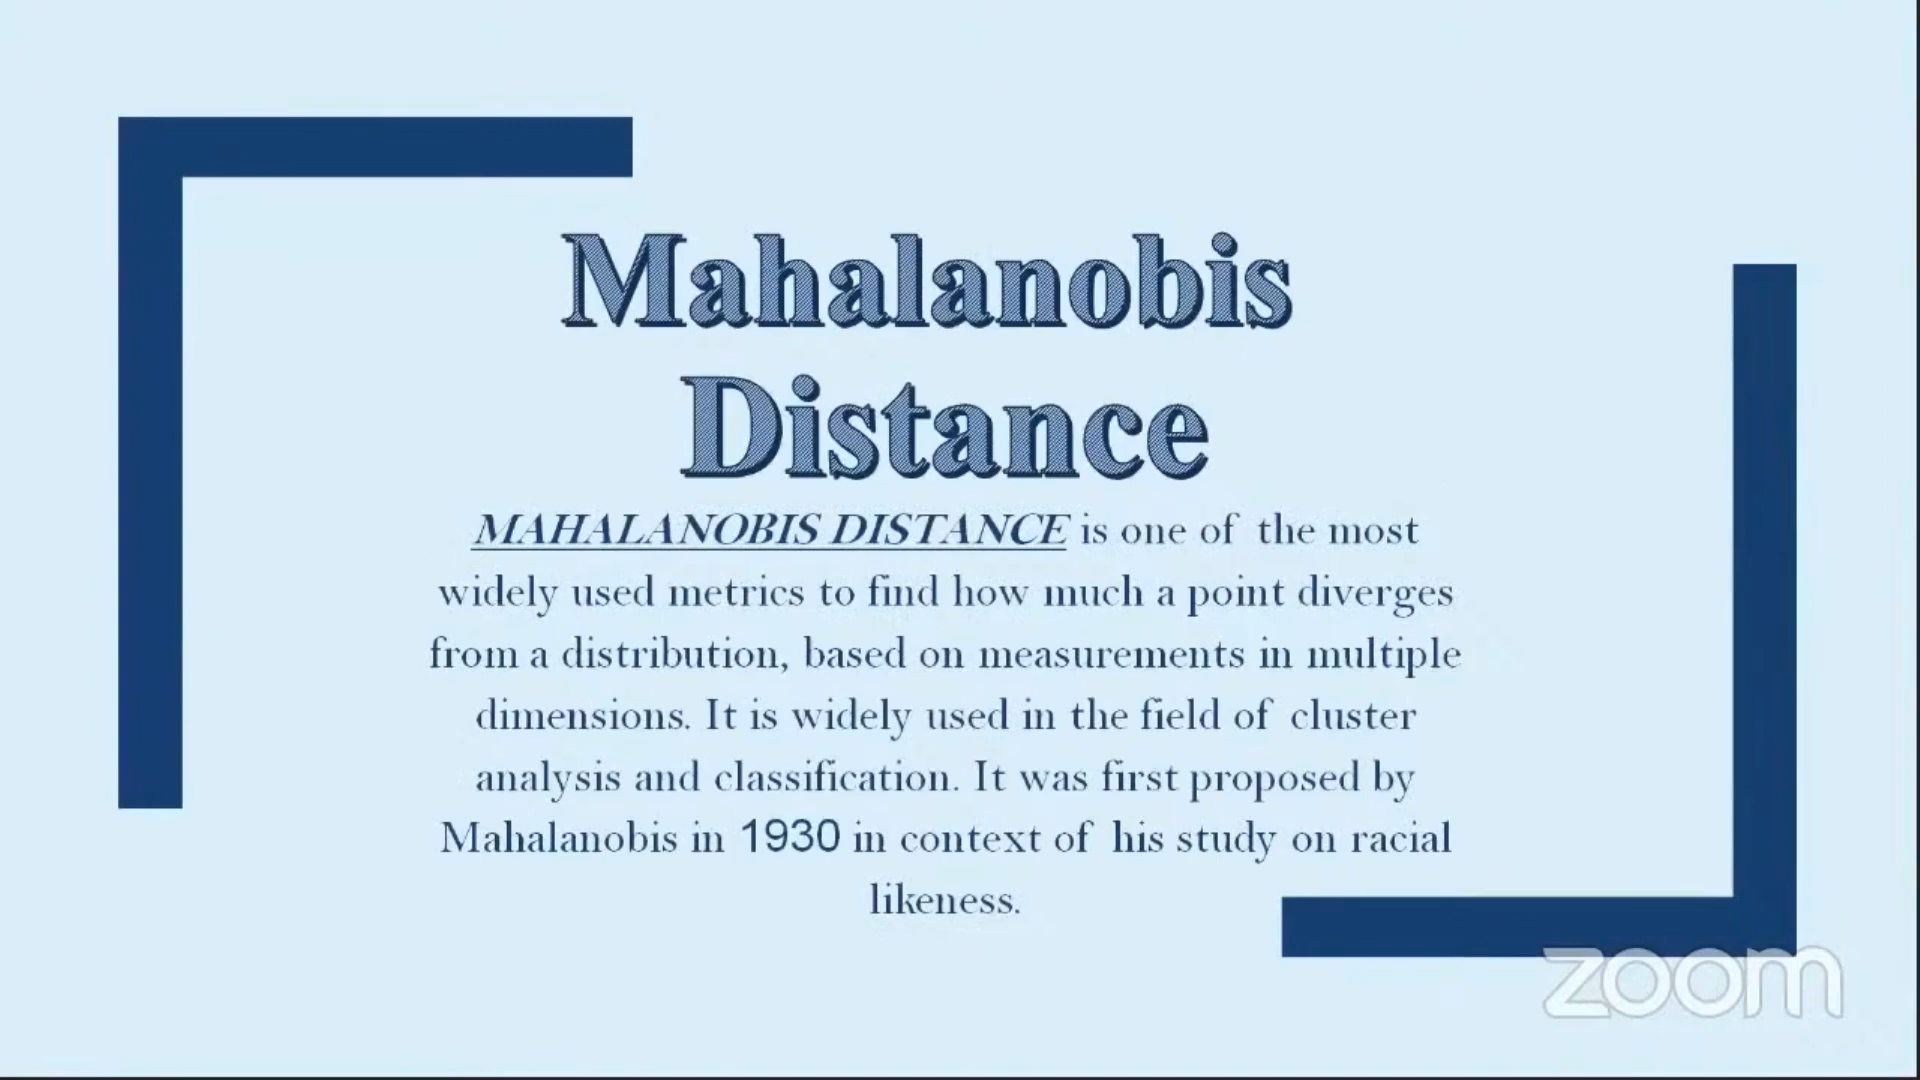 Mahalanobis
Distance
MAHALANOBIS DISTANCE is one of the most
widely used metrics to find how much a point diverges
from a distribution, based on measurements in multiple
dimensions. It is widely used in the field of cluster
analysis and classification. It was first proposed by
Mahalanobis in 1930 in context of his study on racial
likeness.
zoom